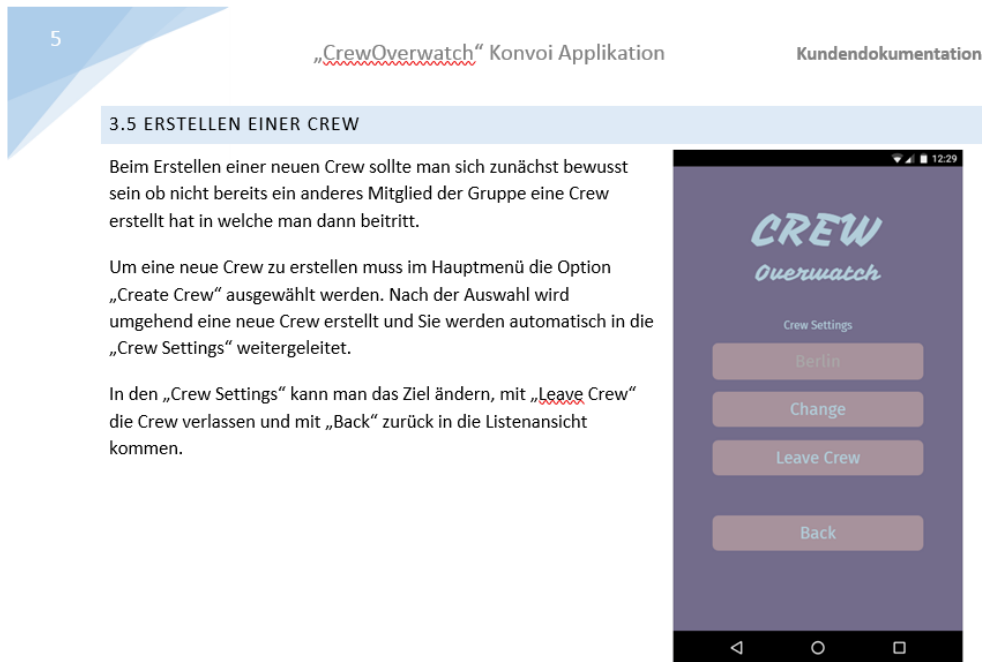 5
„CrewOverwatch“ Konvoi Applikation
Kundendokumentation
3.5 ERSTELLEN EINER CREW
Beim Erstellen einer neuen Crew sollte man sich zunächst bewusst
sein ob nicht bereits ein anderes Mitglied der Gruppe eine Crew
erstellt hat in welche man dann beitritt.
Um eine neue Crew zu erstellen muss im Hauptmenü die Option
„Create Crew“ ausgewählt werden. Nach der Auswahl wird
umgehend eine neue Crew erstellt und Sie werden automatisch in die
„Crew Settings“ weitergeleitet.
In den „Crew Settings“ kann man das Ziel ändern, mit „Leave Crew“
die Crew verlassen und mit „Back“ zurück in die Listenansicht
kommen.
12:29
CREW
Overwatch
Crew Settings
Berlin
Change
Leave Crew
Back